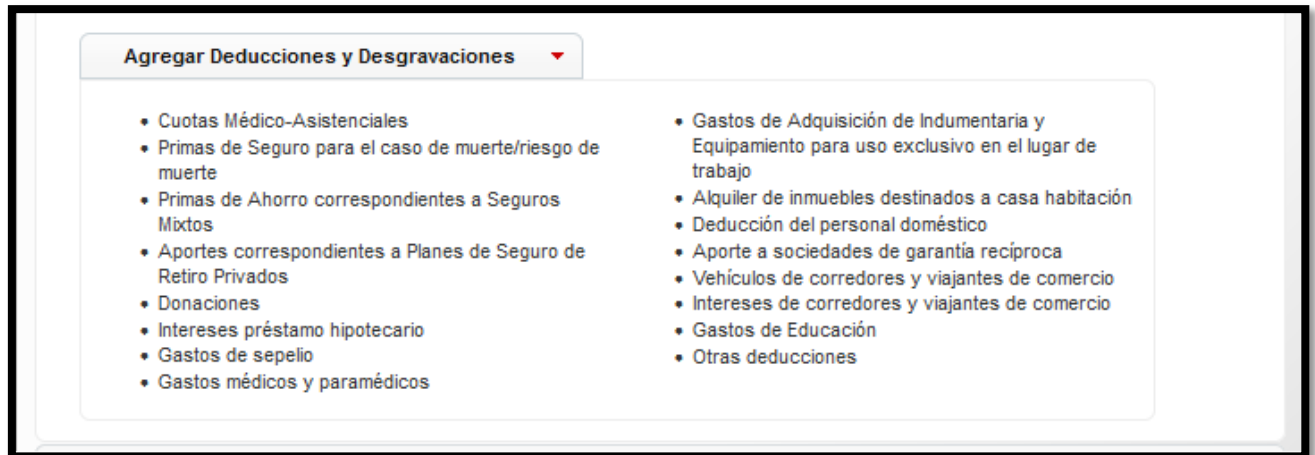 Agregar Deducciones y Desgravaciones
• Cuotas Médico-Asistenciales
• Primas de Seguro para el caso de muerte/riesgo de
muerte
• Primas de Ahorro correspondientes a Seguros
Mixtos
• Aportes correspondientes a Planes de Seguro de
Retiro Privados
• Donaciones
• Intereses préstamo hipotecario
• Gastos de sepelio
• Gastos médicos y paramédicos
• Gastos de Adquisición de Indumentaria y
Equipamiento para uso exclusivo en el lugar de
trabajo
• Alquiler de inmuebles destinados a casa habitación
• Deducción del personal doméstico
• Aporte a sociedades de garantía recíproca
• Vehículos de corredores y viajantes de comercio
• Intereses de corredores y viajantes de comercio
• Gastos de Educación
• Otras deducciones